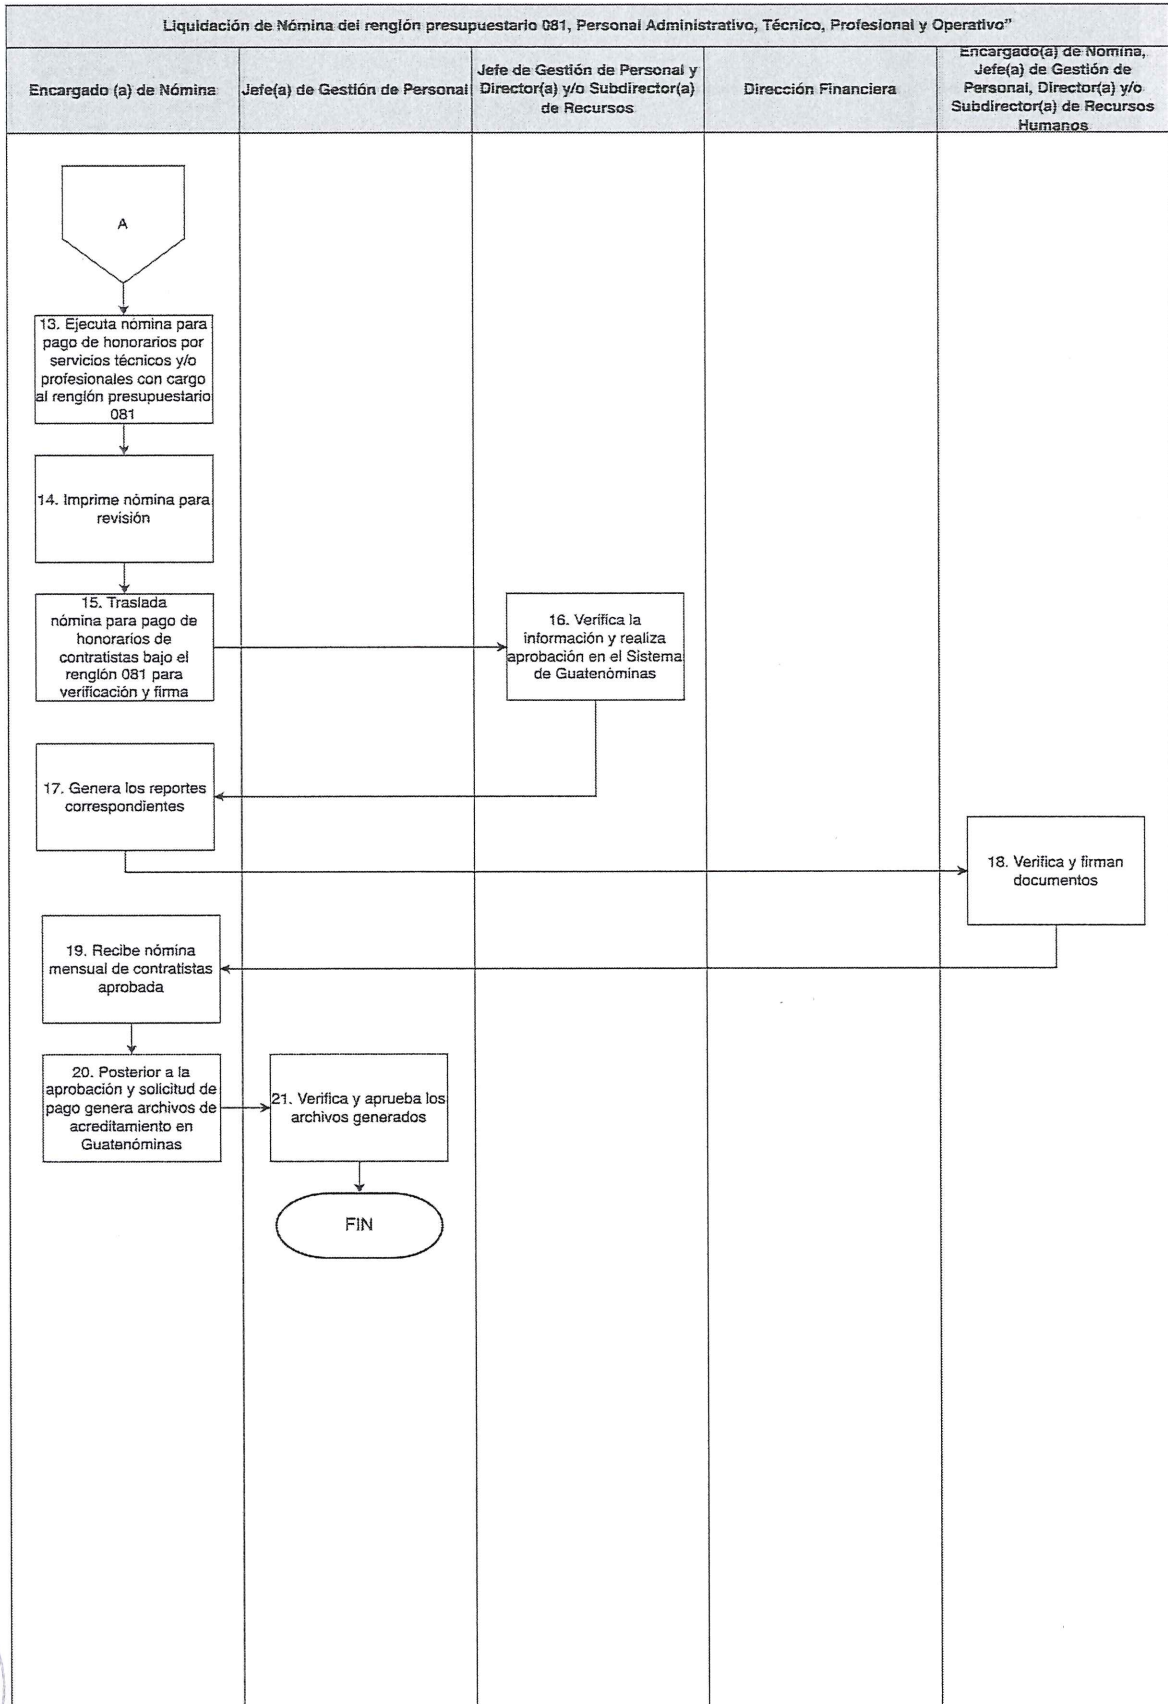 Liquidación de Nómina del renglón presupuestario 081, Personal Administrativo, Técnico, Profesional y Operativo”
Encargado (a) de Nómina
Jefe(a) de Gestión de Personal
Jefe de Gestión de Personal y
Director(a) y/o Subdirector(a)
de Recursos
Dirección Financiera
Encargado(a) de Nomina,
Jefe(a) de Gestión de
Personal, Director(a) y/o
Subdirector(a) de Recursos
Humanos
A
13. Ejecuta nómina para
pago de honorarios por
servicios técnicos y/o
profesionales con cargo
al renglón presupuestario
081
14. Imprime nómina para
revisión
15. Traslada
nómina para pago de
honorarios de
contratistas bajo el
renglón 081 para
verificación y firma
16. Verifica la
información y realiza
aprobación en el Sistema
de Guatenóminas
17. Genera los reportes
correspondientes
18. Verifica y firman
documentos
19. Recibe nómina
mensual de contratistas
aprobada
20. Posterior a la
aprobación y solicitud de
pago genera archivos de
acreditamiento en
Guatenóminas
21. Verifica y aprueba los
archivos generados
FIN